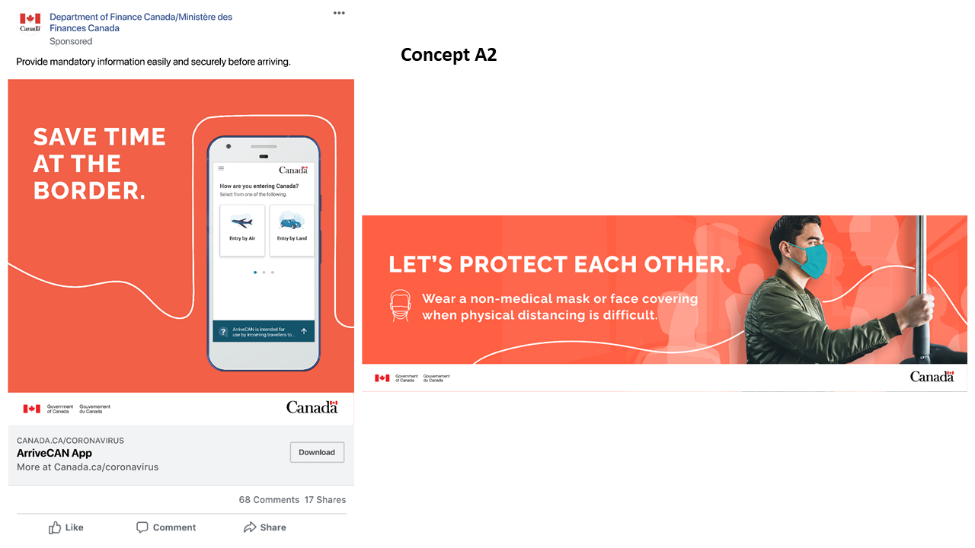 Department of Finance Canada/Ministère des
Finances Canada
Sponsored
Provide mandatory information easily and securely before arriving.
SAVE TIME
AT THE
BORDER.
Canada
How are you entering Canada?
Select from one of the following.
Entry by Air
Entry by Land
? ArriveCAN is intended for
use by incoming travellers to...
Government
of Canada
Gouvernement
du Canada
Canada
CANADA.CA/CORONAVIRUS
ArriveCAN App
More at Canada.ca/coronavirus
Download
68 Comments 17 Shares
Like
Comment
Share
Concept A2
LET'S PROTECT EACH OTHER.
Wear a non-medical mask or face covering
when physical distancing is difficult.
Government
of Canada
Gouvernement
du Canada
Canada